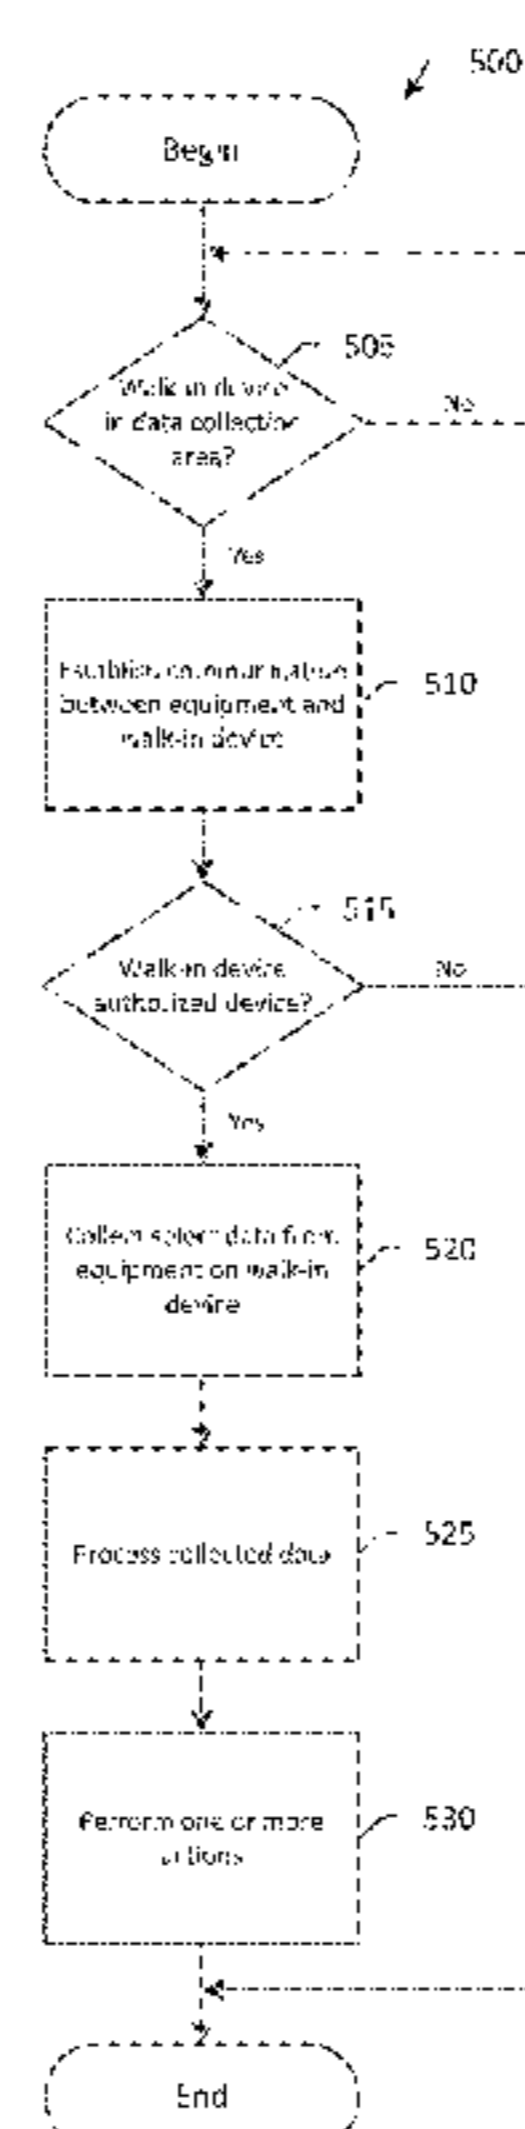 500
Begin
505
Walk-in device
in data collection
area?
No
Yes
Establish communication
between equipment and
walk-in device
510
515
Walk-in device
authorized device?
No
Yes
Collect select data from
equipment on walk-in
device
520
Process collected data
525
Perform one or more
actions
530
End